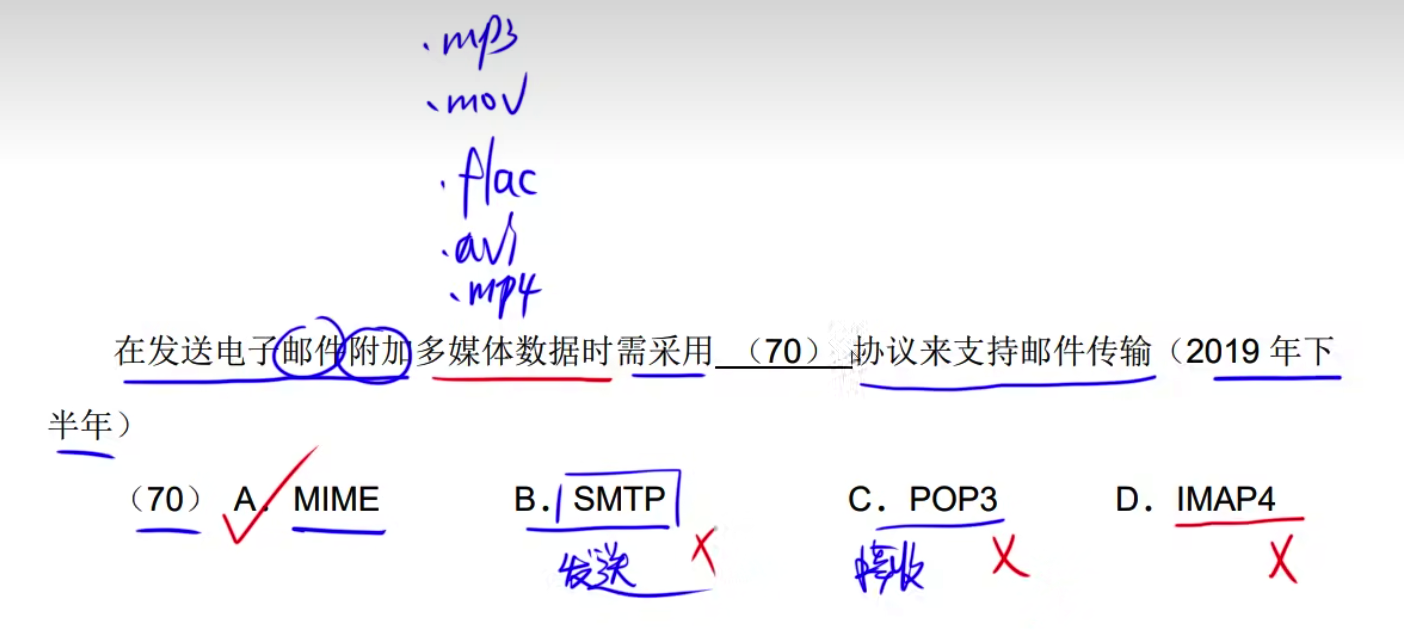 .mp3
.mov
.flac
.avi
.mp4
在发送电子邮件附加多媒体数据时需采用 （70） 协议来支持邮件传输（2019 年下
半年）
（70） A. MIME B. SMTP C. POP3 D. IMAP4
发送 接收